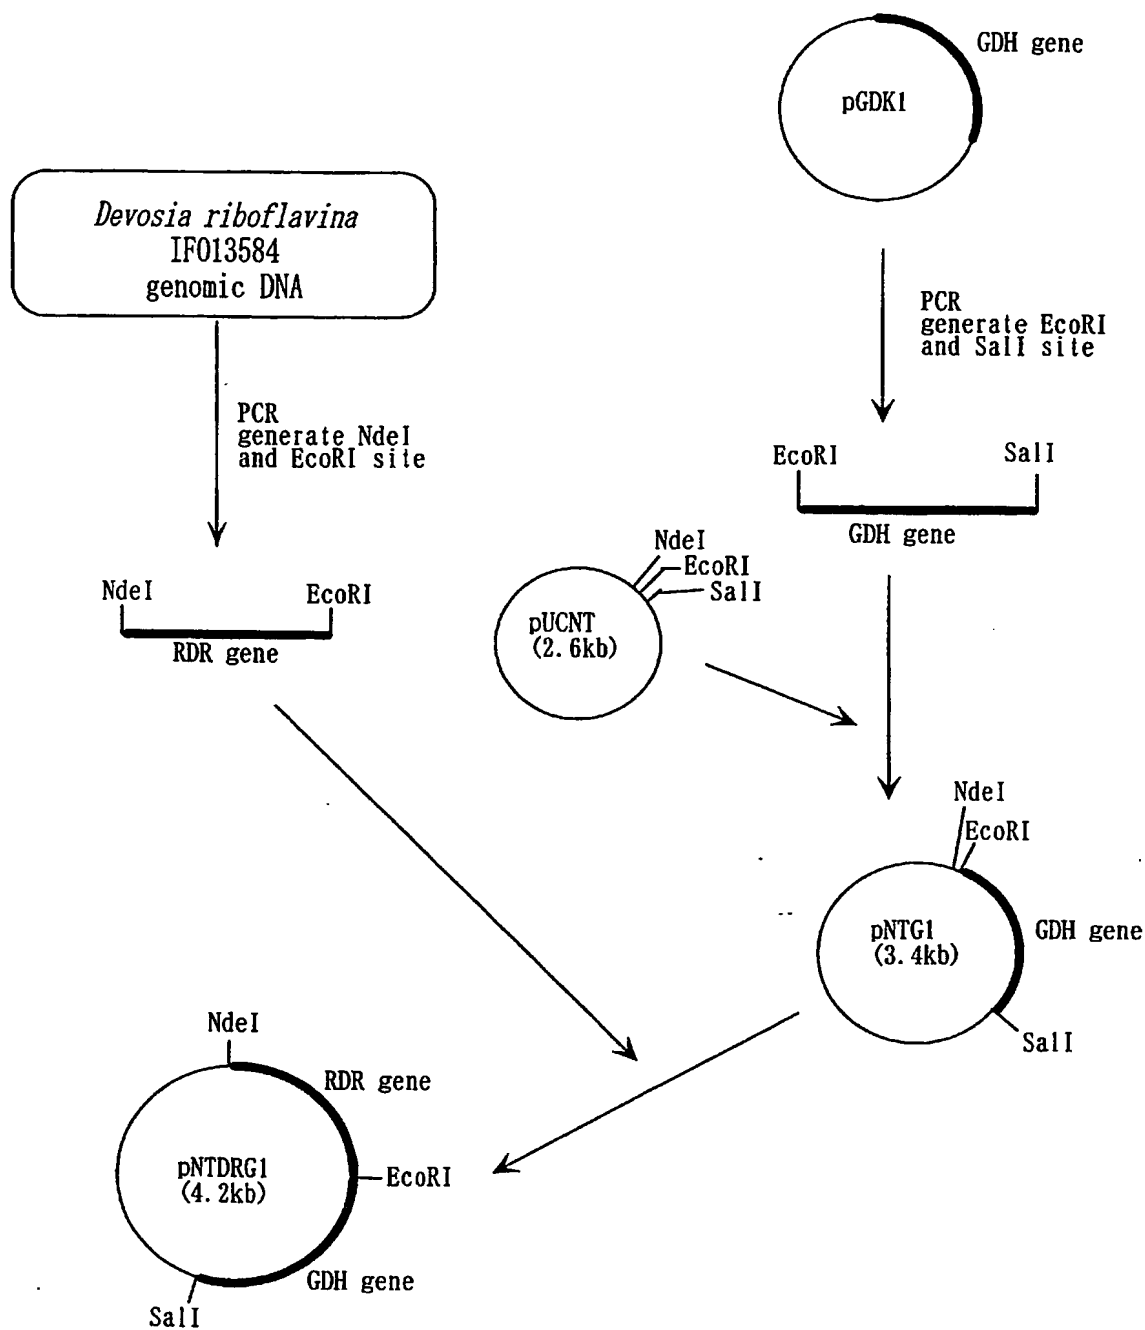 GDH gene
pGDK1
Devosia riboflavina
IFO13584
genomic DNA
PCR
generate EcoRI
and SalI site
PCR
generate NdeI
and EcoRI site
EcoRI
SalI
GDH gene
NdeI
EcoRI
SalI
pUCNT
(2.6kb)
NdeI
EcoRI
RDR gene
NdeI
EcoRI
pNTG1
(3.4kb)
GDH gene
SalI
NdeI
RDR gene
pNTDRG1
(4.2kb)
EcoRI
GDH gene
SalI